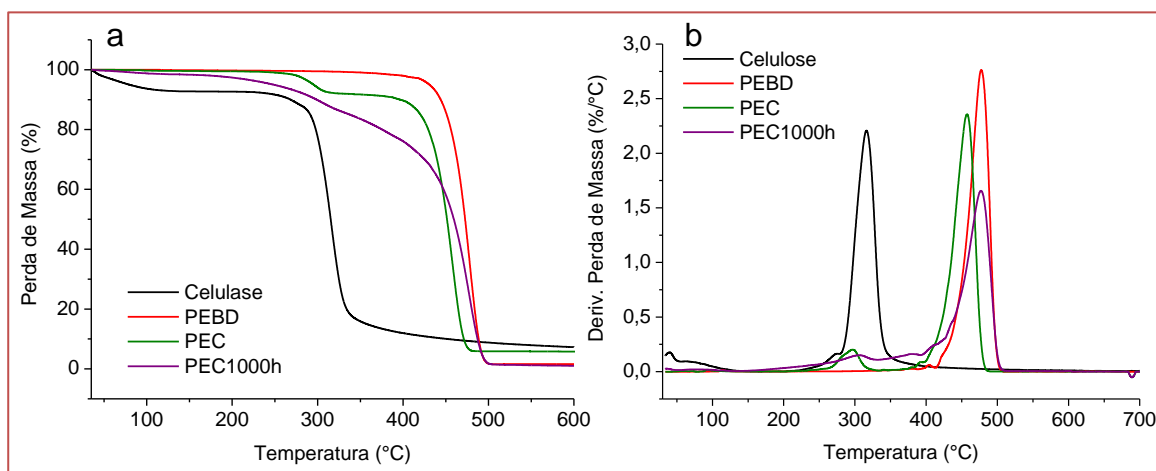 a
Perda de Massa (%)
100
80
60
40
20
0
Celulase
PEBD
PEC
PEC1000h
100
200
300
400
500
600
Temperatura (°C)
b
Deriv. Perda de Massa (%/°C)
3,0
2,5
2,0
1,5
1,0
0,5
0,0
Celulose
PEBD
PEC
PEC1000h
100
200
300
400
500
600
700
Temperatura (°C)